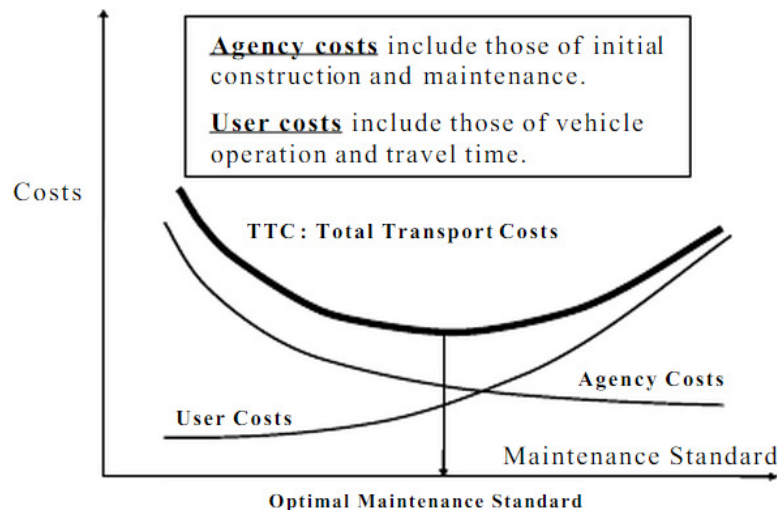 Agency costs include those of initial
construction and maintenance.
User costs include those of vehicle
operation and travel time.
Costs
TTC: Total Transport Costs
Agency Costs
User Costs
Maintenance Standard
Optimal Maintenance Standard